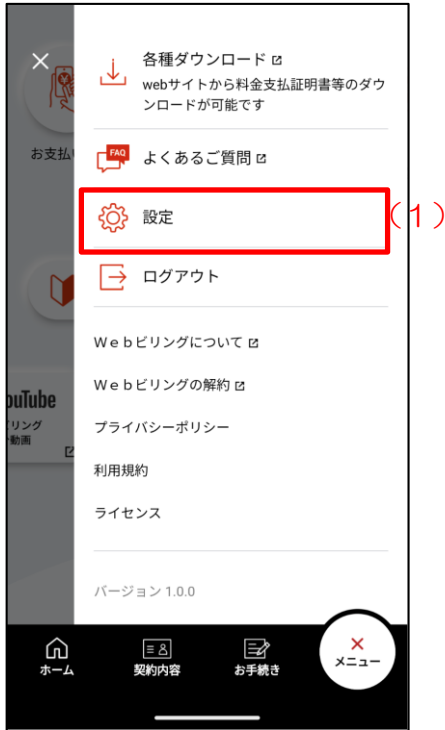 各種ダウンロード
webサイトから料金支払証明書等のダウ
ンロードが可能です
お支払
FAQ
よくあるご質問
設定
(1)
ログアウト
Ｗｅｂビリングについて
Ｗｅｂビリングの解約
ouTube
リング
動画
プライバシーポリシー
利用規約
ライセンス
バージョン 1.0.0
ホーム
契約内容
お手続き
メニュー